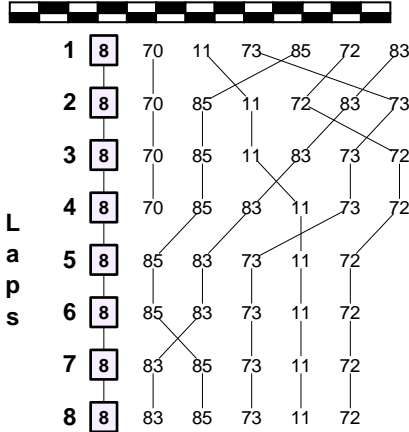 1 8 70 11 73 85 72 83
2 8 70 85 11 72 83 73
3 8 70 85 11 83 73 72
4 8 70 85 83 11 73 72
5 8 85 83 73 11 72
6 8 85 83 73 11 72
7 8 83 85 73 11 72
8 8 83 85 73 11 72
Laps